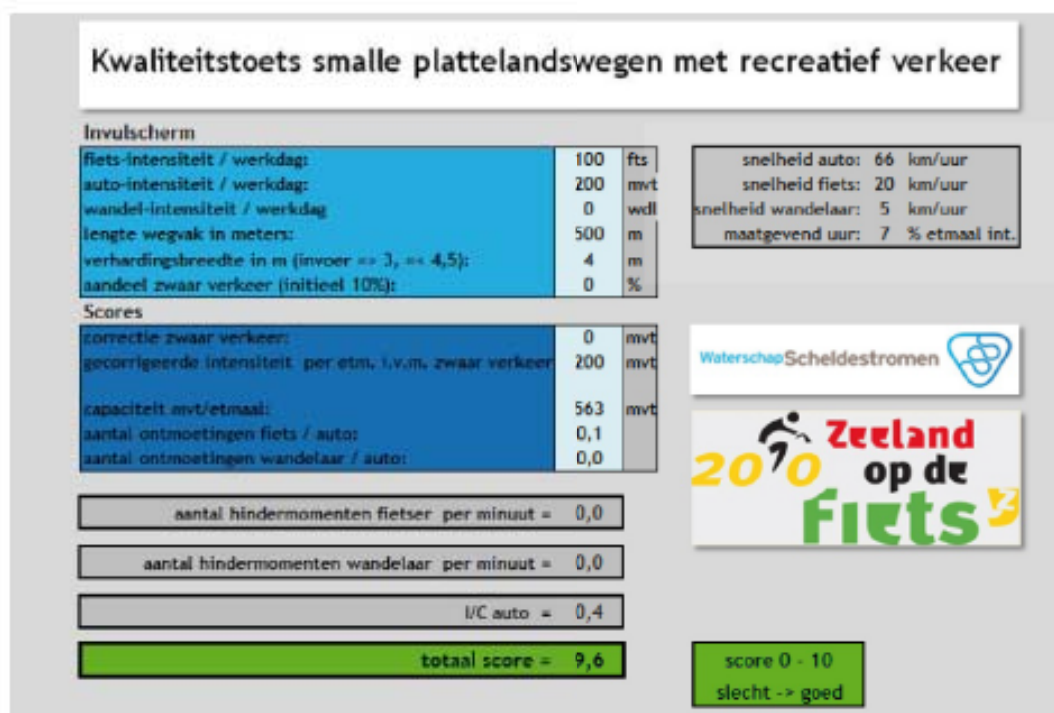 Kwaliteitstoets smalle plattelandswegen met recreatief verkeer
Invulscherm
fiets-intensiteit / werkdag: 100 fts
auto-intensiteit / werkdag: 200 mvt
wandel-intensiteit / werkdag 0 wdl
lengte wegvak in meters: 500 m
verhardingsbreedte in m (invoer => 3, =< 4,5): 4 m
aandeel zwaar verkeer (initieel 10%): 0 %
snelheid auto: 66 km/uur
snelheid fiets: 20 km/uur
snelheid wandelaar: 5 km/uur
maatgevend uur: 7 % etmaal int.
Scores
correctie zwaar verkeer: 0 mvt
gecorrigeerde intensiteit per etm. i.v.m. zwaar verkeer 200 mvt
capaciteit mvt/etmaal: 563 mvt
aantal ontmoetingen fiets / auto: 0,1
aantal ontmoetingen wandelaar / auto: 0,0
Waterschap Scheldestromen
Zeeland
2010 op de
fiets
aantal hindermomenten fietser per minuut = 0,0
aantal hindermomenten wandelaar per minuut = 0,0
I/C auto = 0,4
totaal score = 9,6
score 0 - 10
slecht -> goed